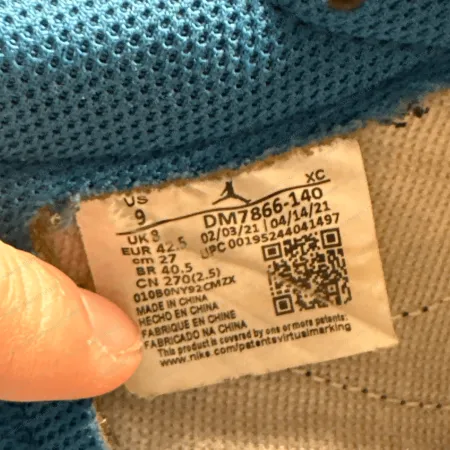 XC
US
9
DM7866-140
UK 8
02/03/21 04/14/21
EUR 42.5
UPC 00195244041497
cm 27
BR 40.5
CN 270(2.5)
010B0NY92CMZX
MADE IN CHINA
HECHO EN CHINA
FABRIQUE EN CHINE
FABRICADO NA CHINA
This product is covered by one or more patents:
www.nike.com/patentsvirtualmarking